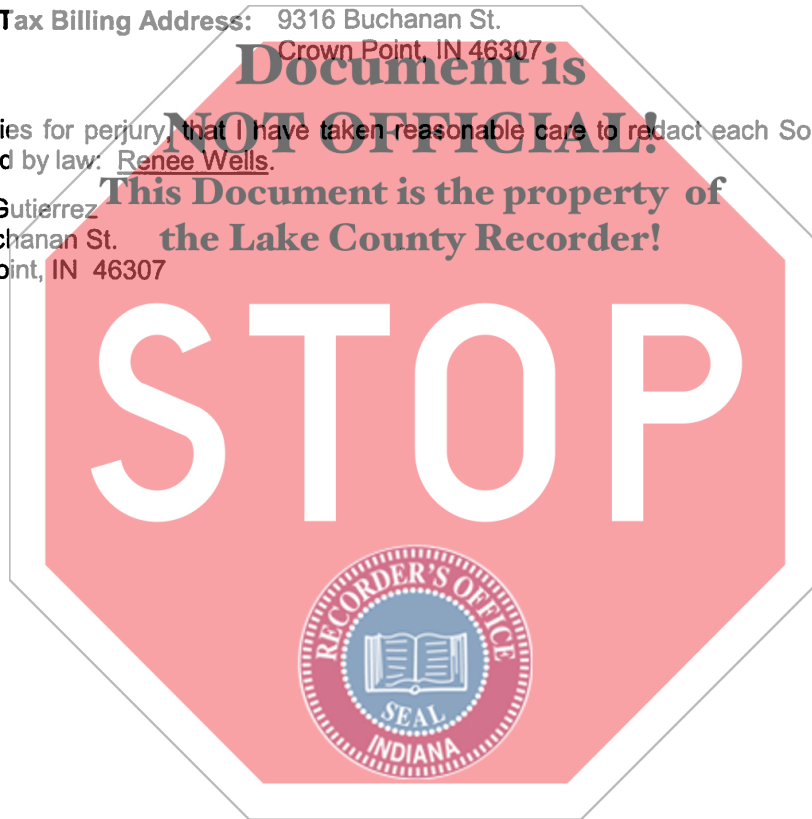 Tax Billing Address: 9316 Buchanan St.
Crown Point, IN 46307
Document is
ies for perjury, that I have taken reasonable care to redact each So
NOT OFFICIAL!
d by law: Renee Wells.
This Document is the property of
Gutierrez
the Lake County Recorder!
chanan St.
oint, IN 46307
STOP
RECORDER'S OFFICE
SEAL
INDIANA